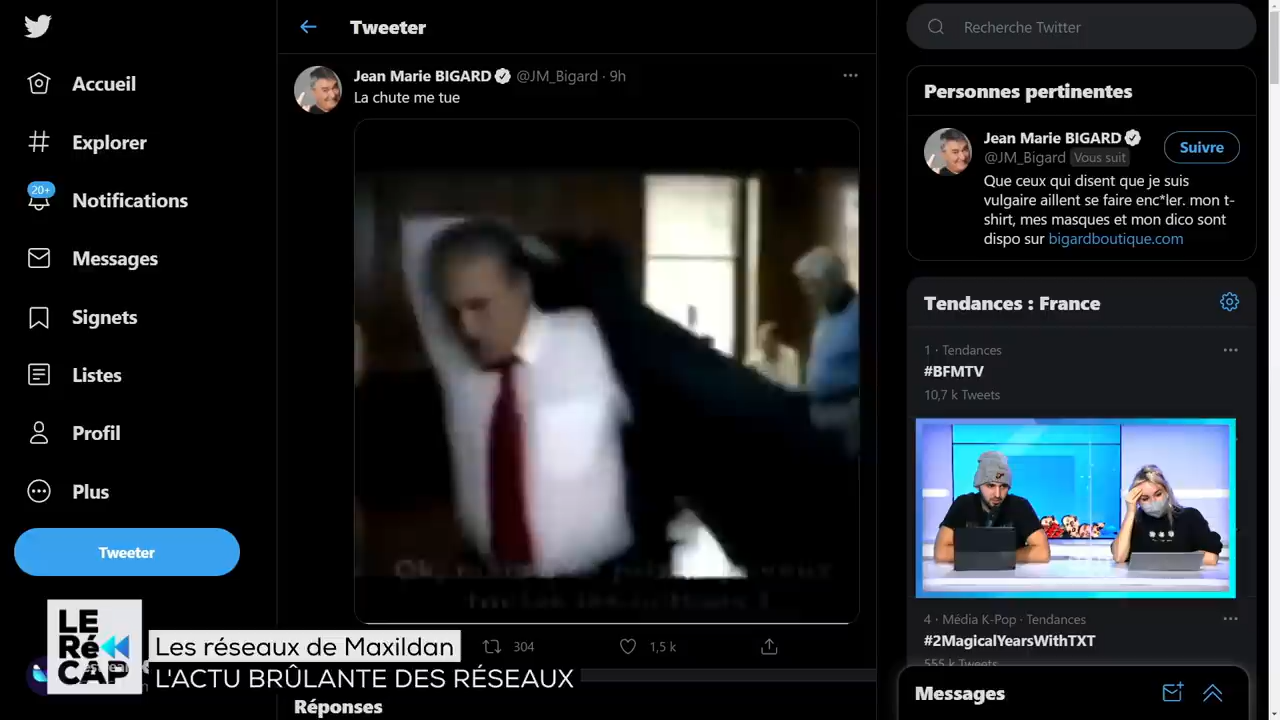 Tweeter
Recherche Twitter
Accueil
Explorer
20+
Notifications
Messages
Signets
Listes
Profil
Plus
Tweeter
Jean Marie BIGARD @JM_Bigard · 9h
La chute me tue
304
1,5 k
Réponses
Personnes pertinentes
Jean Marie BIGARD
@JM_Bigard Vous suit
Suivre
Que ceux qui disent que je suis
vulgaire aillent se faire enc*ler. mon t-
shirt, mes masques et mon dico sont
dispo sur bigardboutique.com
Tendances : France
1 · Tendances
#BFMTV
10,7 k Tweets
4 · Média K-Pop · Tendances
#2MagicalYearsWithTXT
555 k Tweets
Messages
LE
Ré
CAP
Les réseaux de Maxildan
L'ACTU BRÛLANTE DES RÉSEAUX